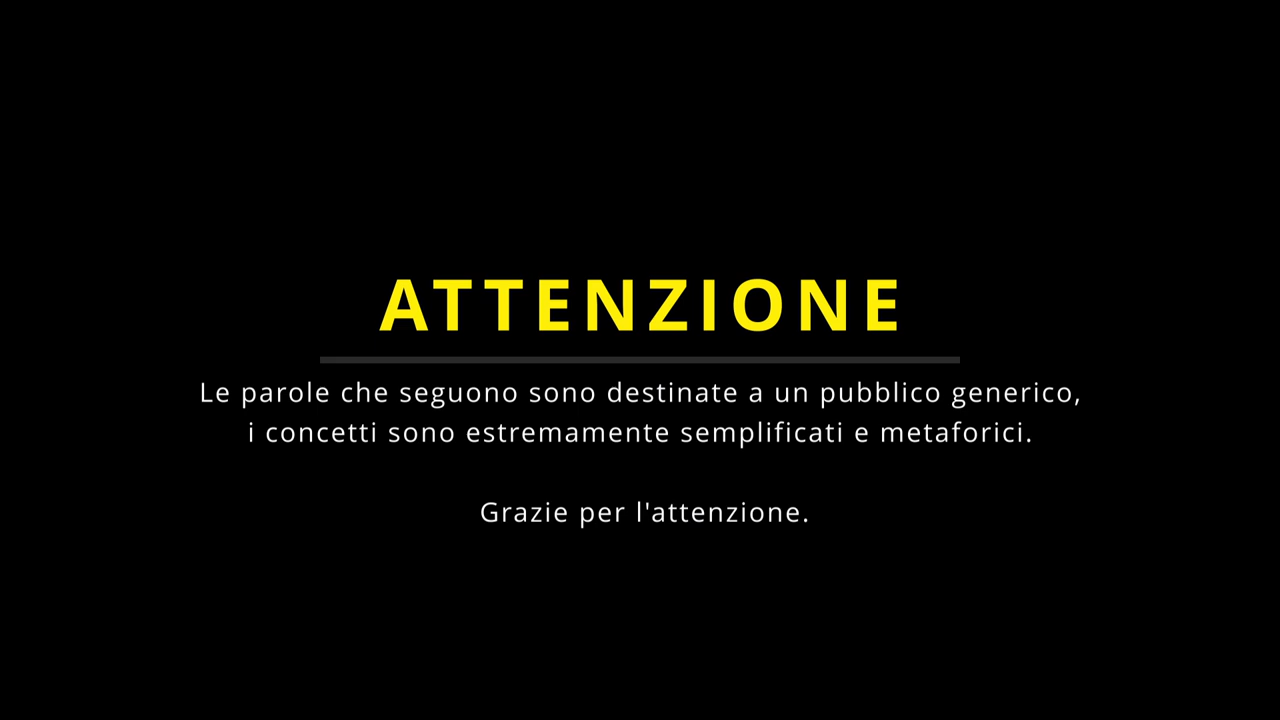 ATTENZIONE
Le parole che seguono sono destinate a un pubblico generico,
i concetti sono estremamente semplificati e metaforici.
Grazie per l'attenzione.